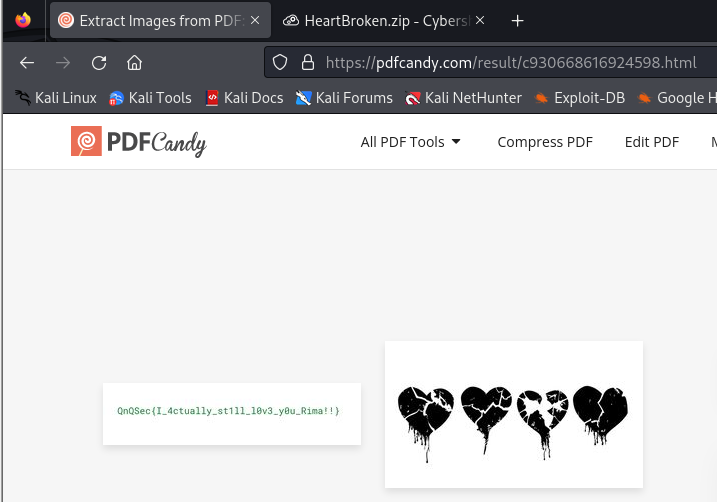 Extract Images from PDF:
HeartBroken.zip - Cybers
https://pdfcandy.com/result/c930668616924598.html
Kali Linux
Kali Tools
Kali Docs
Kali Forums
Kali NetHunter
Exploit-DB
Google H
PDFCandy
All PDF Tools
Compress PDF
Edit PDF
QnQSec{I_4ctually_st1ll_l0v3_y0u_Rima!!}